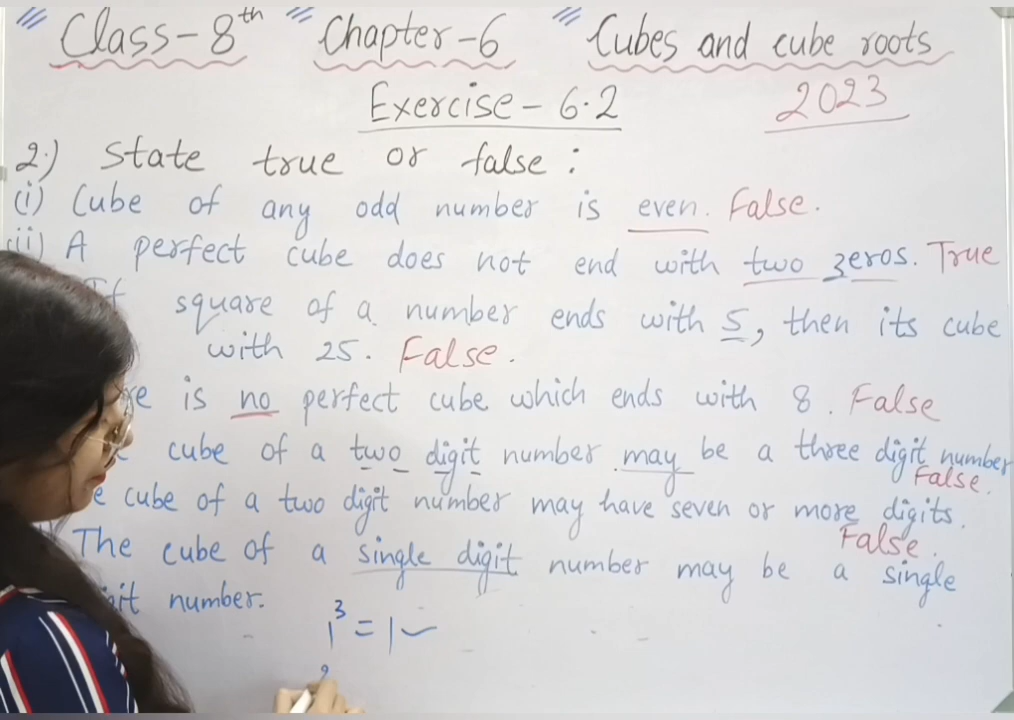 " Class-8th " Chapter-6 " Cubes and cube roots
Exercise-6.2 2023
2.) State true or false :
(i) Cube of any odd number is even. False.
(ii) A perfect cube does not end with two zeros. True
square of a number ends with 5, then its cube
with 25. False.
is no perfect cube which ends with 8. False
cube of a two digit number may be a three digit number
False.
cube of a two digit number may have seven or more digits.
False.
The cube of a single digit number may be a single
number.
1³ = 1